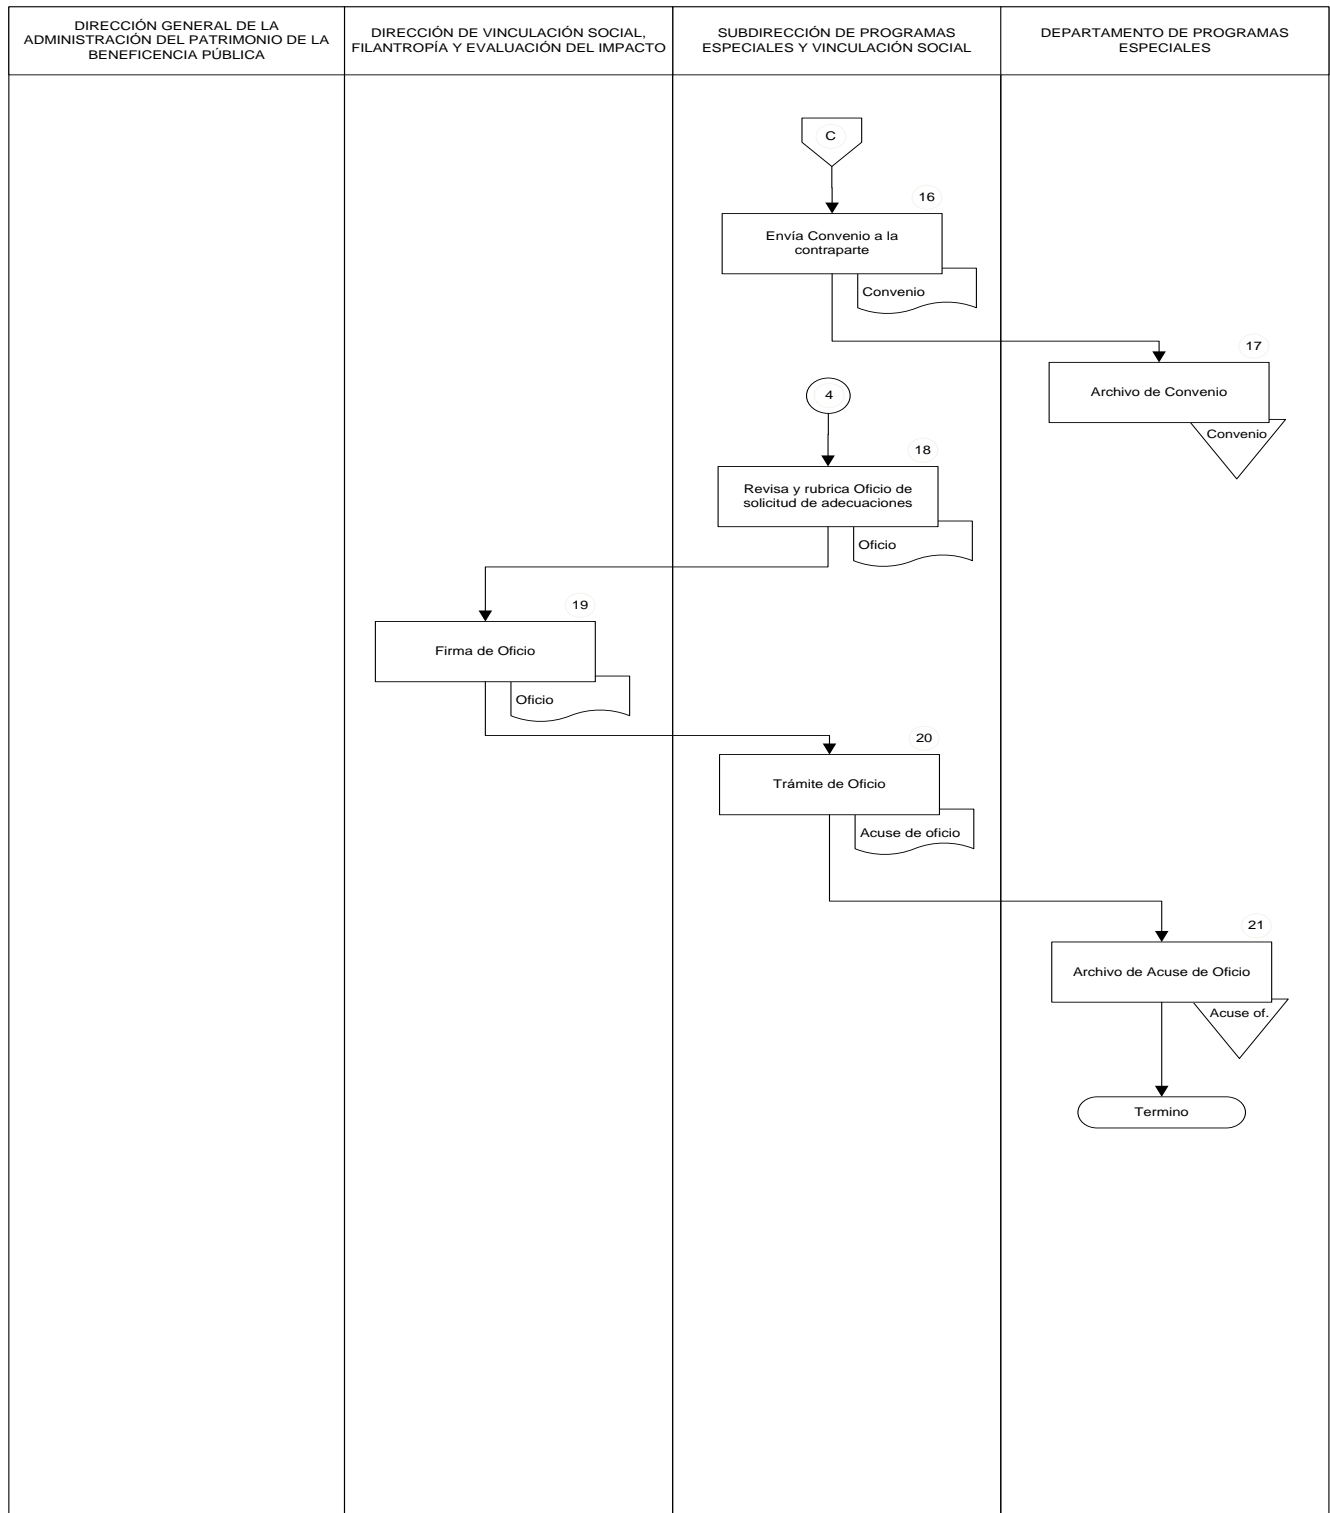 DIRECCIÓN GENERAL DE LA
ADMINISTRACIÓN DEL PATRIMONIO DE LA
BENEFICENCIA PÚBLICA
DIRECCIÓN DE VINCULACIÓN SOCIAL,
FILANTROPÍA Y EVALUACIÓN DEL IMPACTO
SUBDIRECCIÓN DE PROGRAMAS
ESPECIALES Y VINCULACIÓN SOCIAL
DEPARTAMENTO DE PROGRAMAS
ESPECIALES
C
16
Envía Convenio a la
contraparte
Convenio
17
Archivo de Convenio
Convenio
4
18
Revisa y rubrica Oficio de
solicitud de adecuaciones
Oficio
19
Firma de Oficio
Oficio
20
Trámite de Oficio
Acuse de oficio
21
Archivo de Acuse de Oficio
Acuse of.
Termino